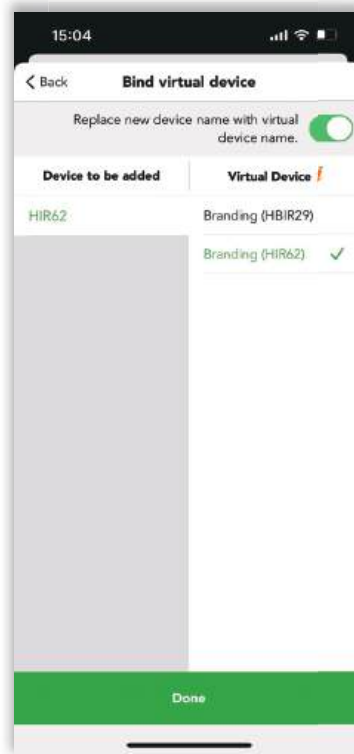 15:04
Back
Bind virtual device
Replace new device name with virtual
device name.
Device to be added
Virtual Device
HIR62
Branding (HBIR29)
Branding (HIR62)
Done